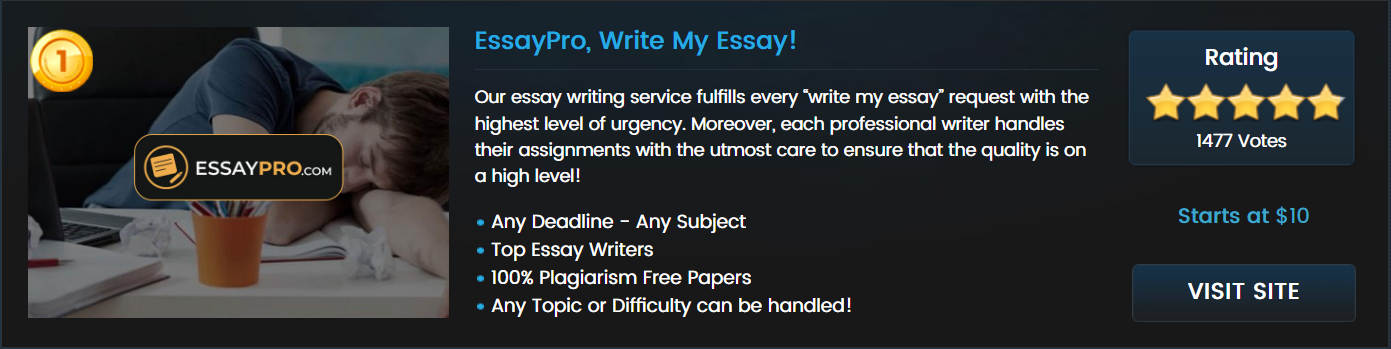 1
ESSAYPRO.COM
EssayPro, Write My Essay!
Our essay writing service fulfills every “write my essay” request with the
highest level of urgency. Moreover, each professional writer handles
their assignments with the utmost care to ensure that the quality is on
a high level!
• Any Deadline - Any Subject
• Top Essay Writers
• 100% Plagiarism Free Papers
• Any Topic or Difficulty can be handled!
Rating
1477 Votes
Starts at $10
VISIT SITE